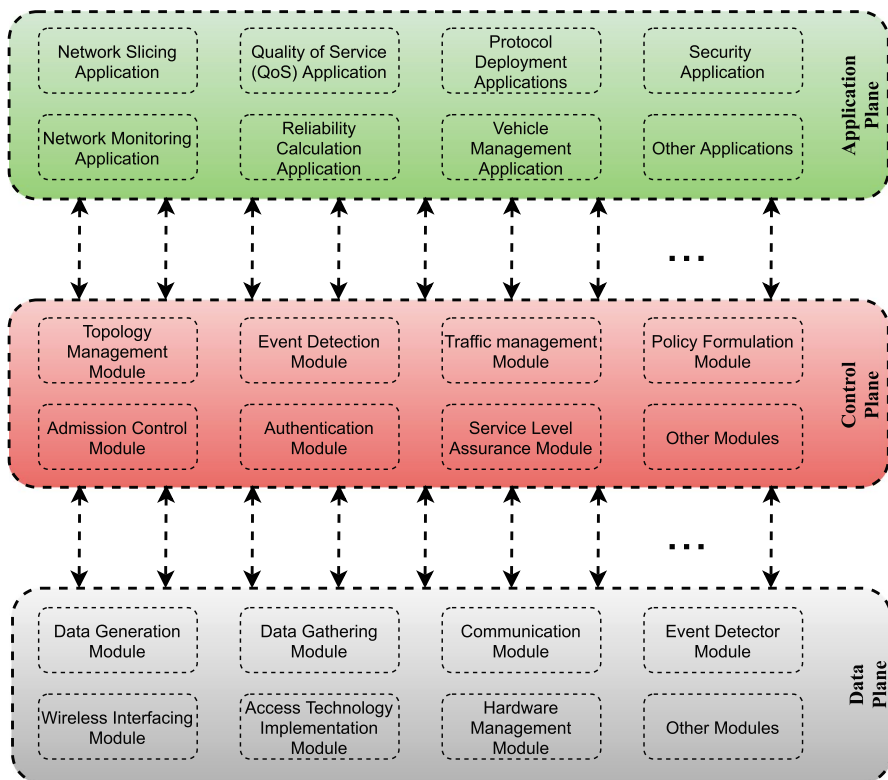 Network Slicing
Application
Quality of Service
(QoS) Application
Protocol
Deployment
Applications
Security
Application
Network Monitoring
Application
Reliability
Calculation
Application
Vehicle
Management
Application
Other Applications
Application
Plane
...
Topology
Management
Module
Event Detection
Module
Traffic management
Module
Policy Formulation
Module
Admission Control
Module
Authentication
Module
Service Level
Assurance Module
Other Modules
Control
Plane
...
Data Generation
Module
Data Gathering
Module
Communication
Module
Event Detector
Module
Wireless Interfacing
Module
Access Technology
Implementation
Module
Hardware
Management
Module
Other Modules
Data
Plane